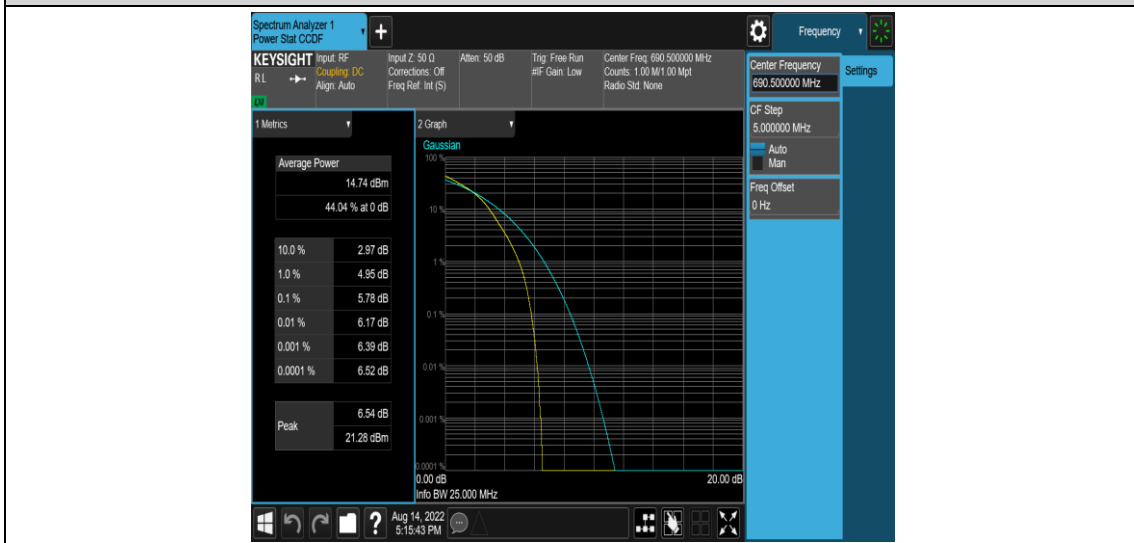 Spectrum Analyzer 1
Power Stat CCDF
Frequency
KEYSIGHT
RL
LXI
Input: RF
Coupling: DC
Align: Auto
Input Z: 50 Ω
Corrections: Off
Freq Ref: Int (S)
Atten: 50 dB
Trig: Free Run
#IF Gain: Low
Center Freq: 690.500000 MHz
Counts: 1.00 M/1.00 Mpt
Radio Std: None
Center Frequency
690.500000 MHz
Settings
CF Step
5.000000 MHz
Auto
Man
Freq Offset
0 Hz
1 Metrics
Average Power
14.74 dBm
44.04 % at 0 dB
10.0 % 2.97 dB
1.0 % 4.95 dB
0.1 % 5.78 dB
0.01 % 6.17 dB
0.001 % 6.39 dB
0.0001 % 6.52 dB
Peak 6.54 dB
21.28 dBm
2 Graph
Gaussian
100 %
10 %
1 %
0.1 %
0.01 %
0.001 %
0.0001 %
0.00 dB 20.00 dB
Info BW 25.000 MHz
Aug 14, 2022
5:15:43 PM